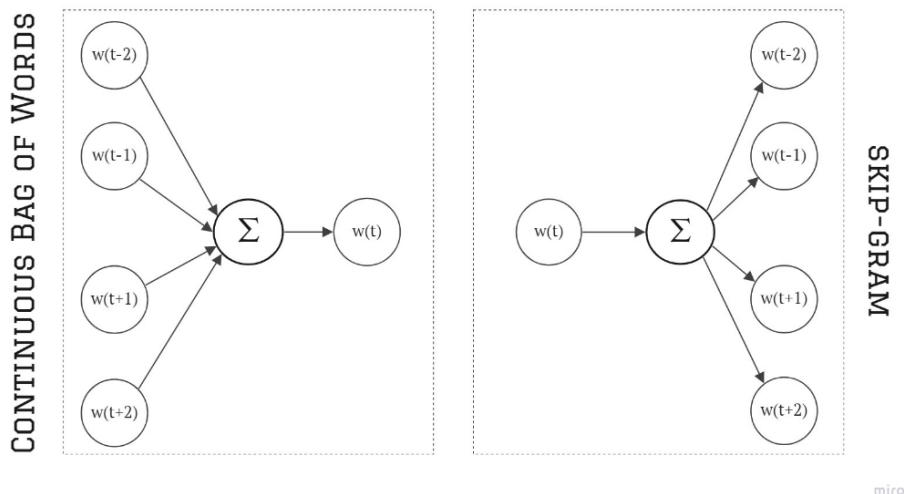 CONTINUOUS BAG OF WORDS
w(t-2)
w(t-1)
w(t+1)
w(t+2)
Σ
w(t)
w(t)
Σ
w(t-2)
w(t-1)
w(t+1)
w(t+2)
SKIP-GRAM
miro